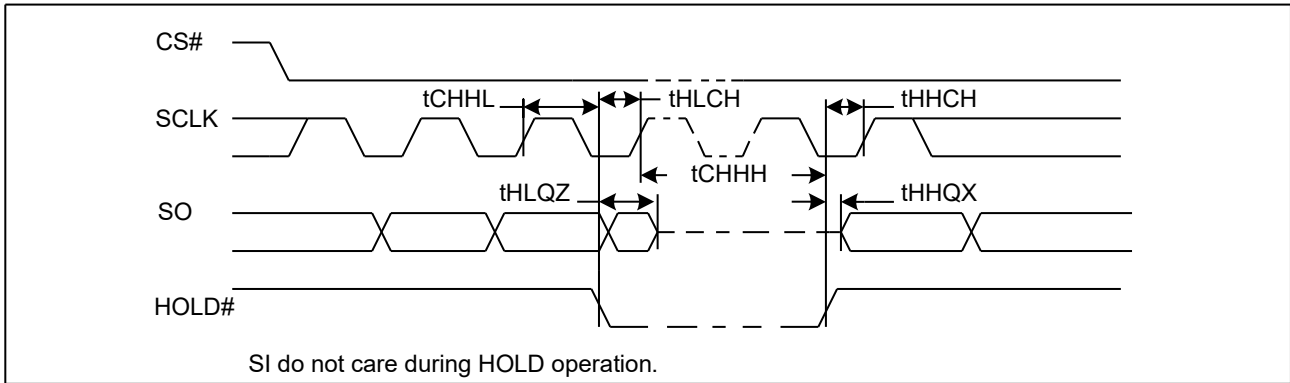 CS#
tCHHL
tHLCH
tHHCH
SCLK
tCHHH
tHLQZ
tHHQX
SO
HOLD#
SI do not care during HOLD operation.